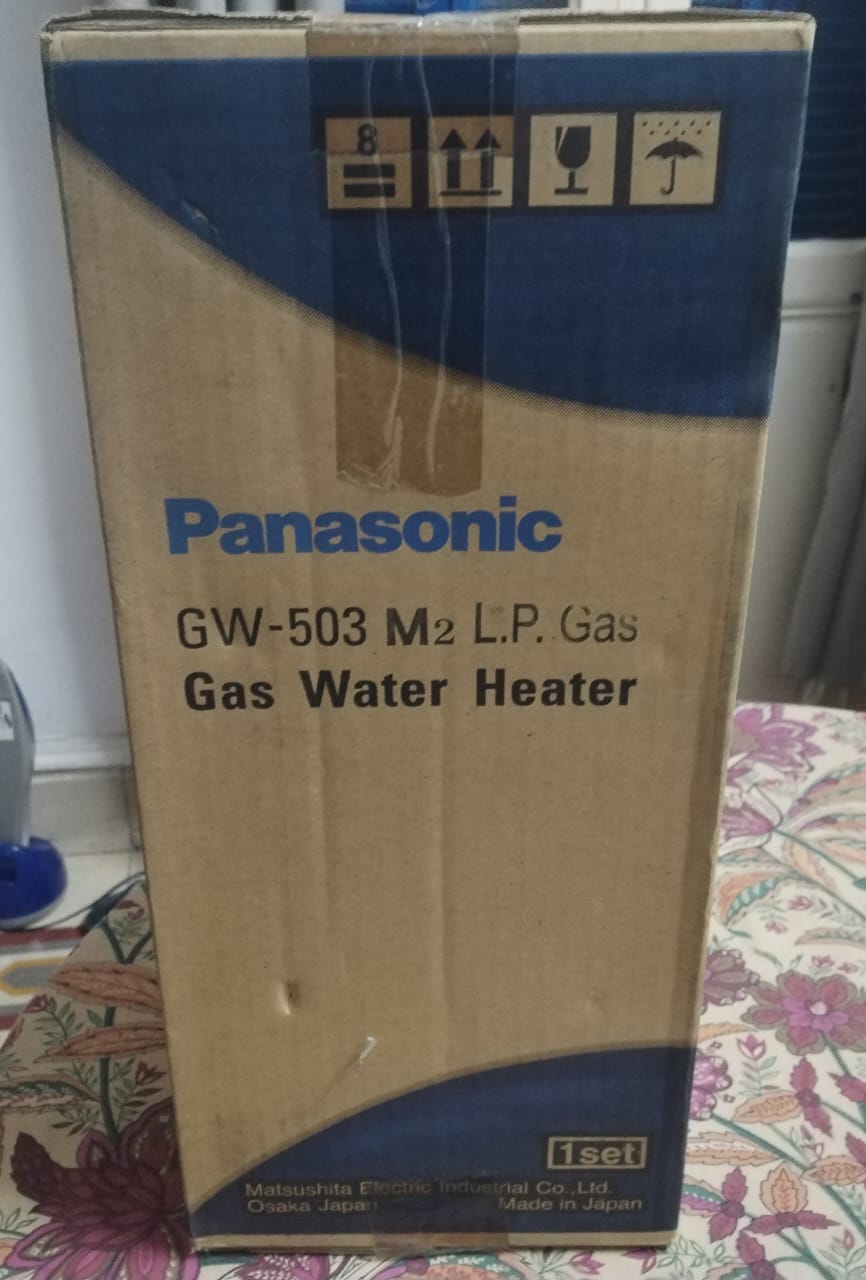 8
Panasonic
GW-503 M2 L.P. Gas
Gas Water Heater
1set
Matsushita Electric Industrial Co.,Ltd.
Osaka Japan Made in Japan